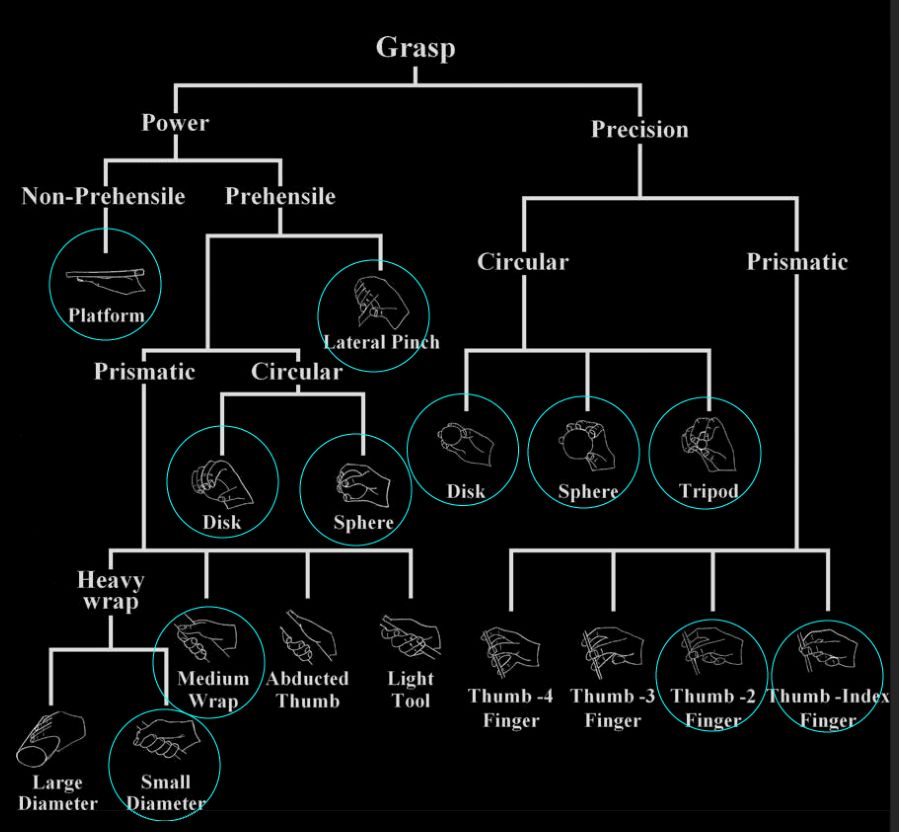 Grasp
Power
Precision
Non-Prehensile
Prehensile
Circular
Prismatic
Platform
Lateral Pinch
Prismatic
Circular
Disk
Sphere
Disk
Sphere
Tripod
Heavy
wrap
Medium
Wrap
Abducted
Thumb
Light
Tool
Thumb -4
Finger
Thumb -3
Finger
Thumb -2
Finger
Thumb -Index
Finger
Large
Diameter
Small
Diameter